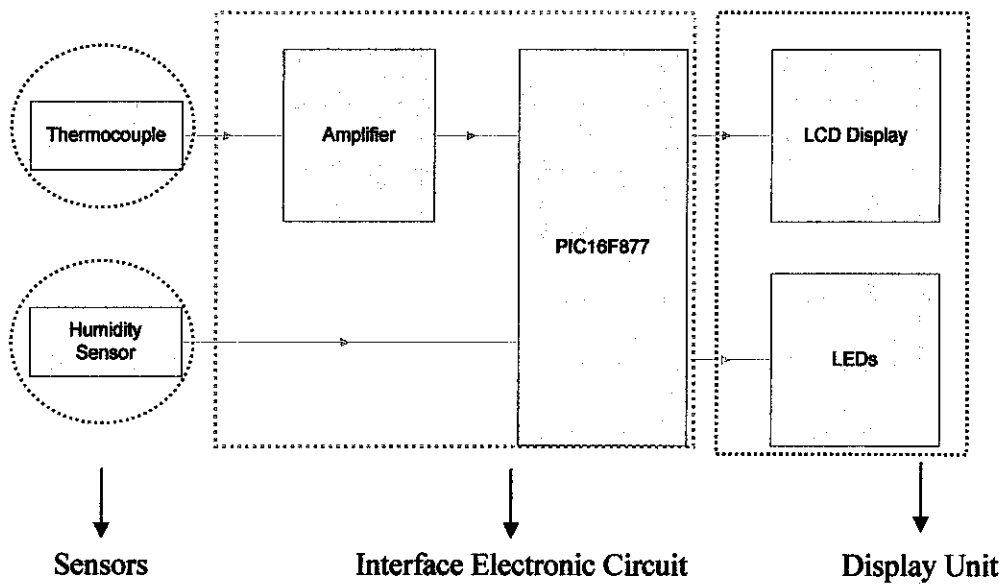 Thermocouple
Amplifier
LCD Display
PIC16F877
Humidity
Sensor
LEDs
Sensors
Interface Electronic Circuit
Display Unit